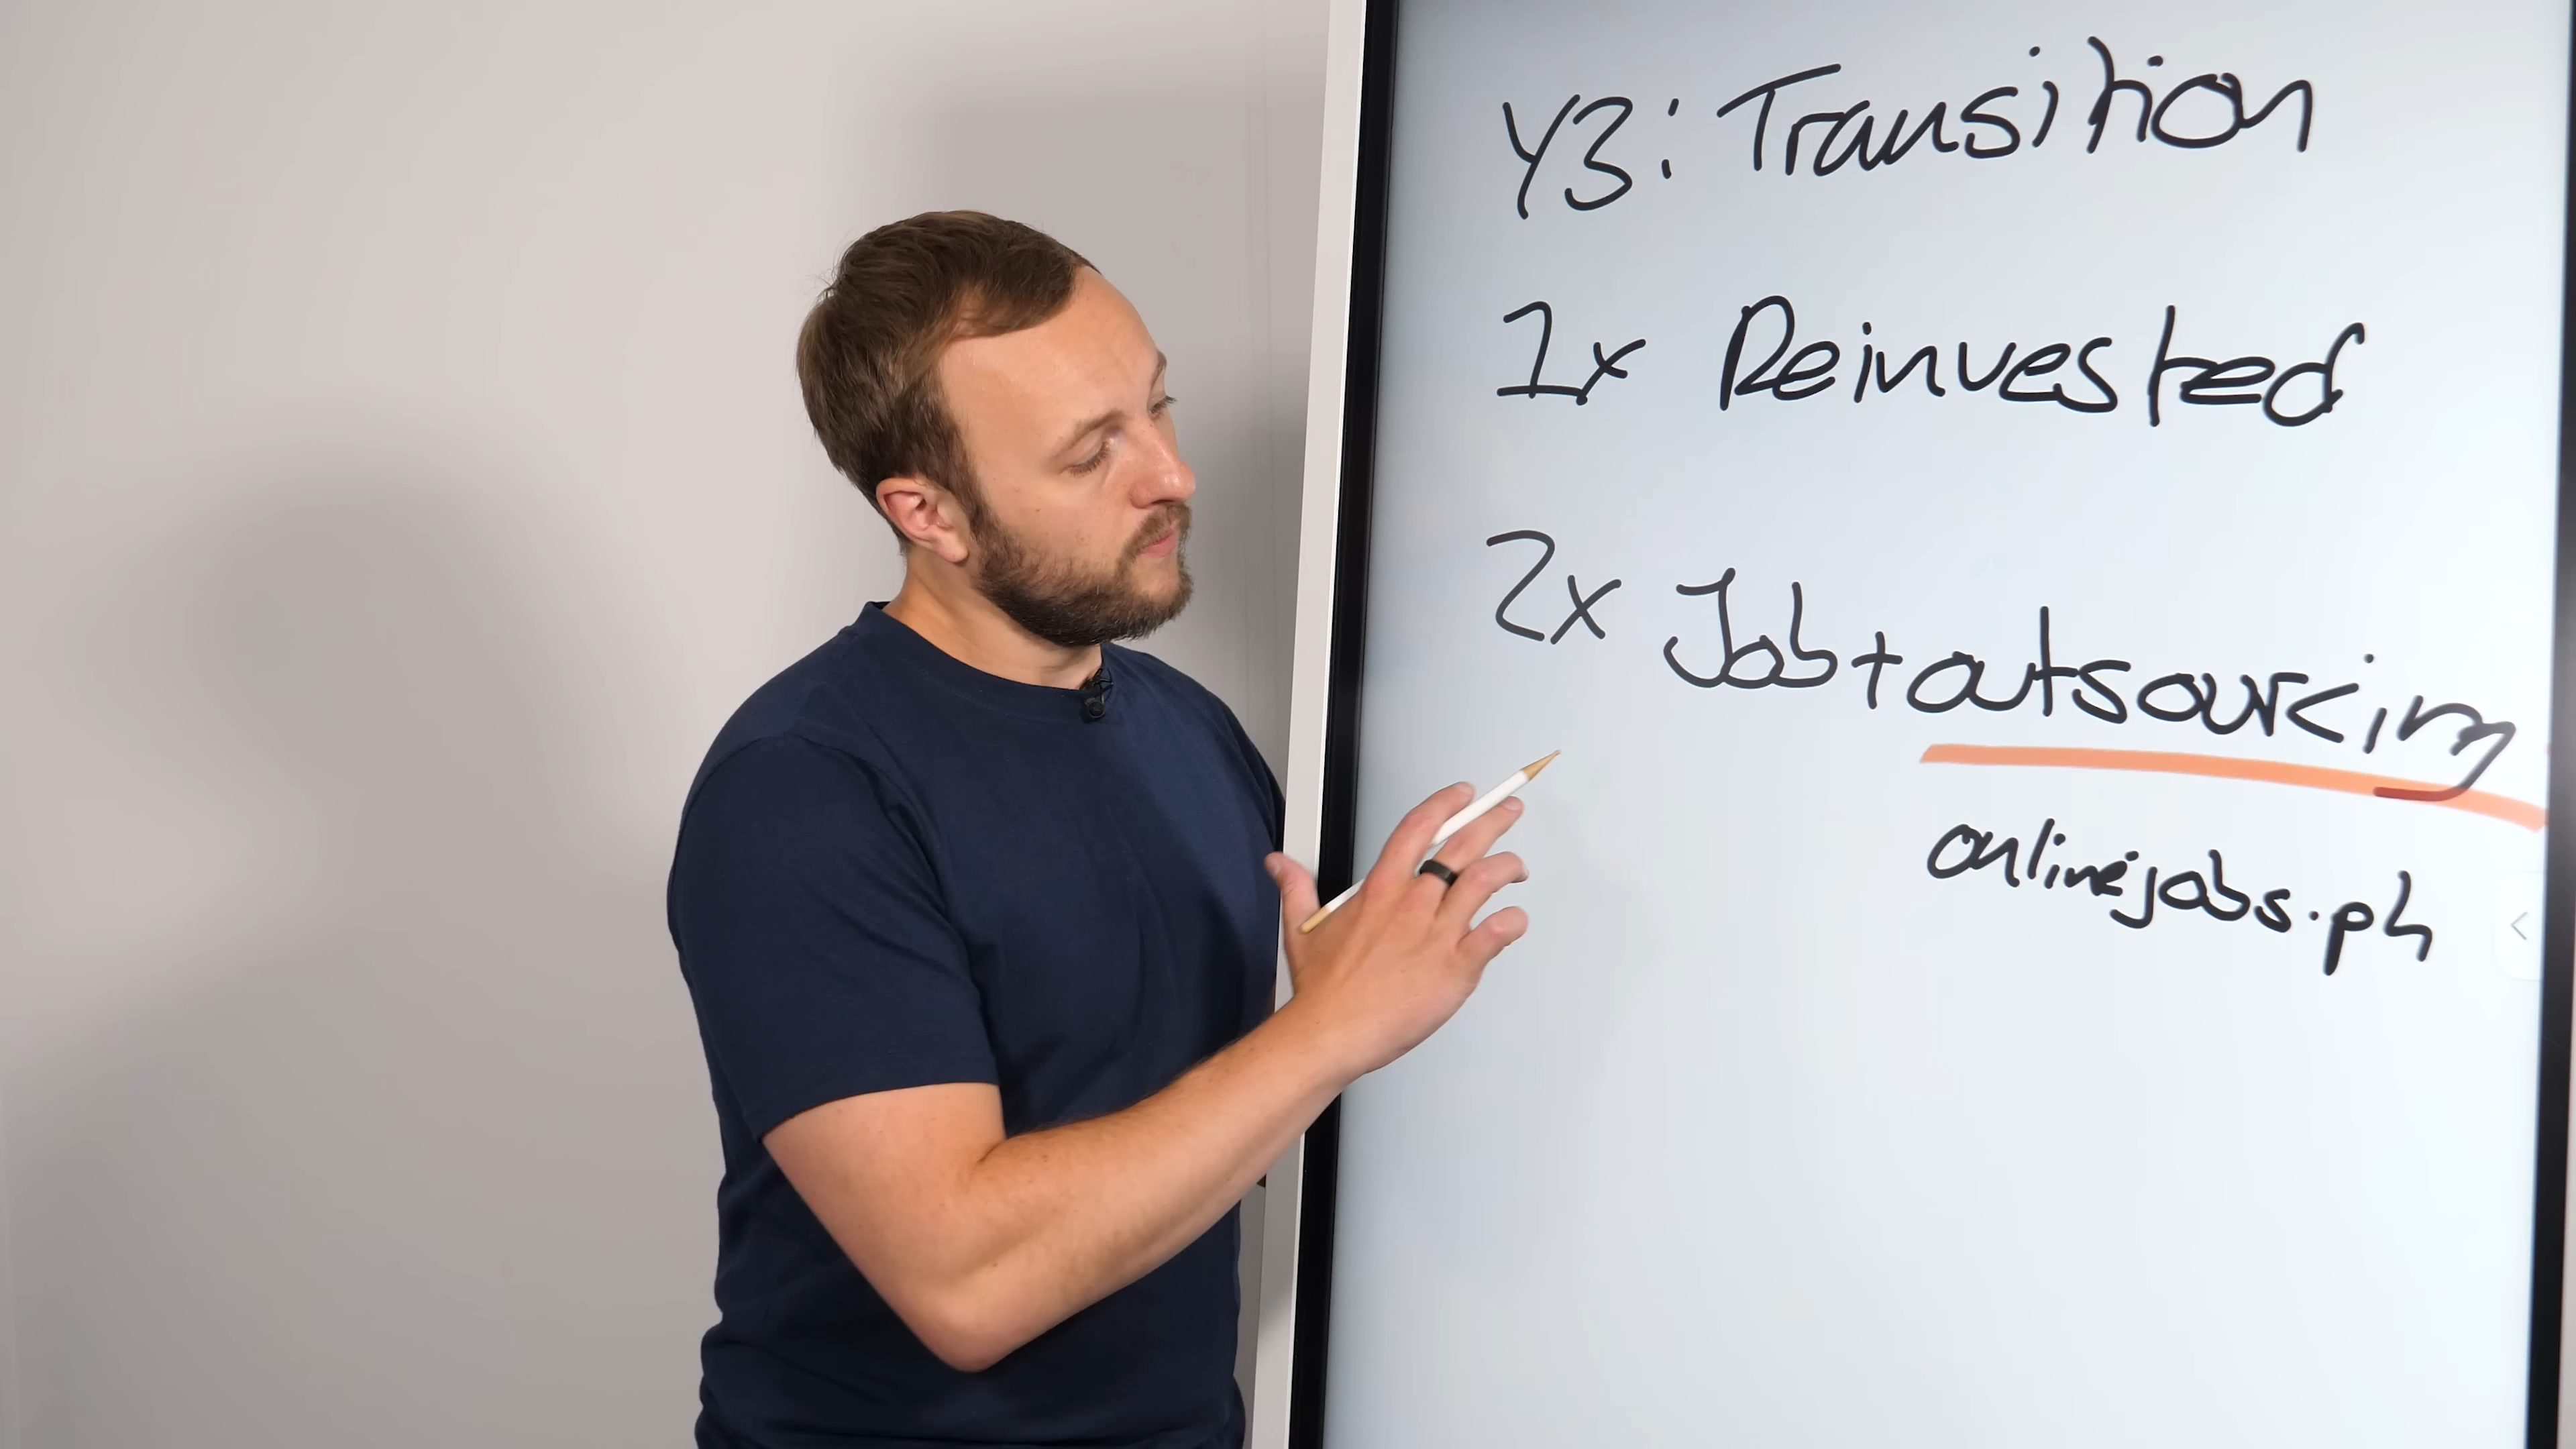 Y3: Transition
1x Reinvested
2x Job + outsourcing
onlinejobs.ph